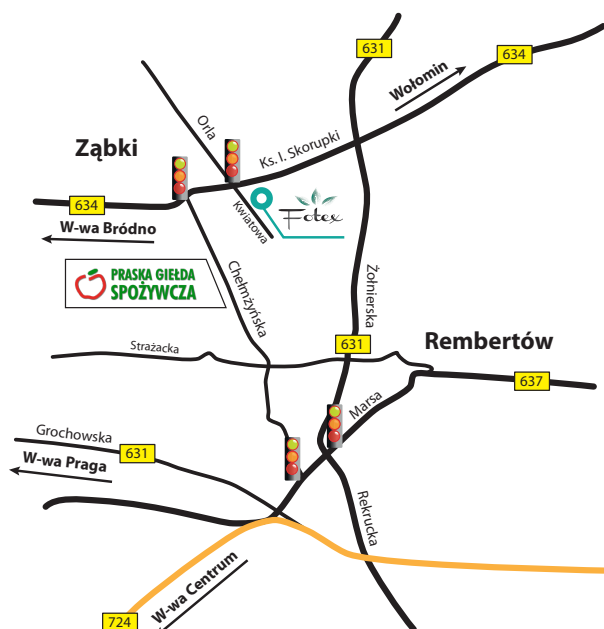 631
634
Wołomin
Orla
Ząbki
Ks. I. Skorupki
634
W-wa Bródno
Kwiatowa
Fotex
PRASKA GIEŁDA
SPOŻYWCZA
Chełmżyńska
Żołnierska
631
Rembertów
Strażacka
637
Marsa
Grochowska
631
W-wa Praga
Rekrucka
W-wa Centrum
724